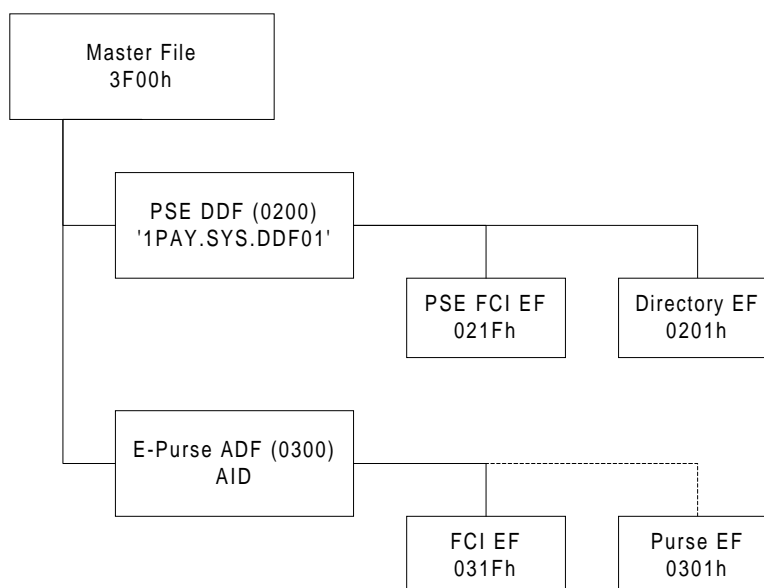 Master File
3F00h
PSE DDF (0200)
'1PAY.SYS.DDF01'
PSE FCI EF
021Fh
Directory EF
0201h
E-Purse ADF (0300)
AID
FCI EF
031Fh
Purse EF
0301h